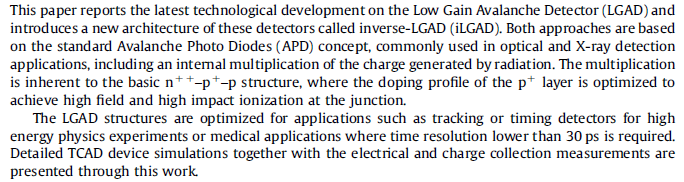 This paper reports the latest technological development on the Low Gain Avalanche Detector (LGAD) and
introduces a new architecture of these detectors called inverse-LGAD (iLGAD). Both approaches are based
on the standard Avalanche Photo Diodes (APD) concept, commonly used in optical and X-ray detection
applications, including an internal multiplication of the charge generated by radiation. The multiplication
is inherent to the basic n⁺⁺–p⁺–p structure, where the doping profile of the p⁺ layer is optimized to
achieve high field and high impact ionization at the junction.
The LGAD structures are optimized for applications such as tracking or timing detectors for high
energy physics experiments or medical applications where time resolution lower than 30 ps is required.
Detailed TCAD device simulations together with the electrical and charge collection measurements are
presented through this work.